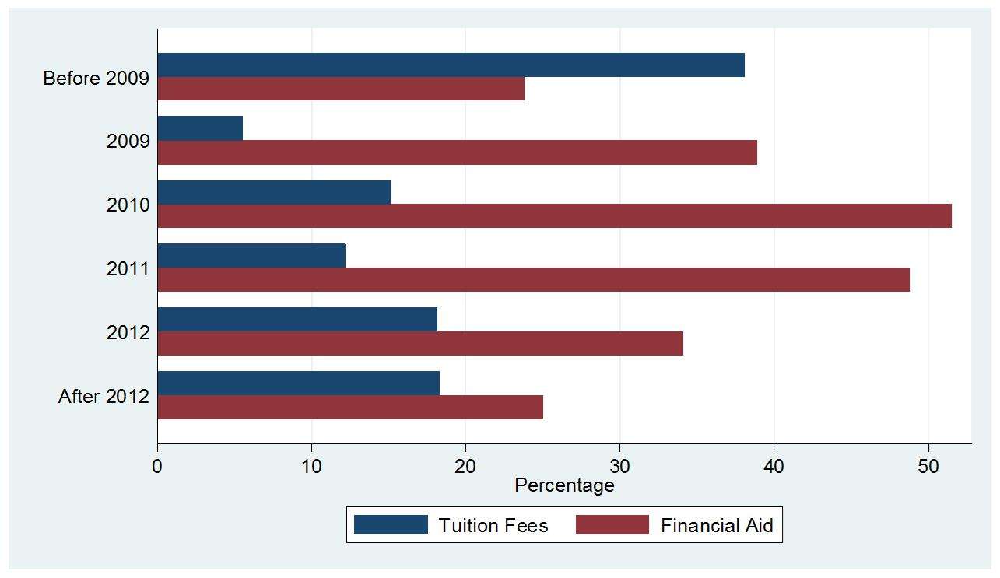 Before 2009
2009
2010
2011
2012
After 2012
0 10 20 30 40 50
Percentage
Tuition Fees Financial Aid